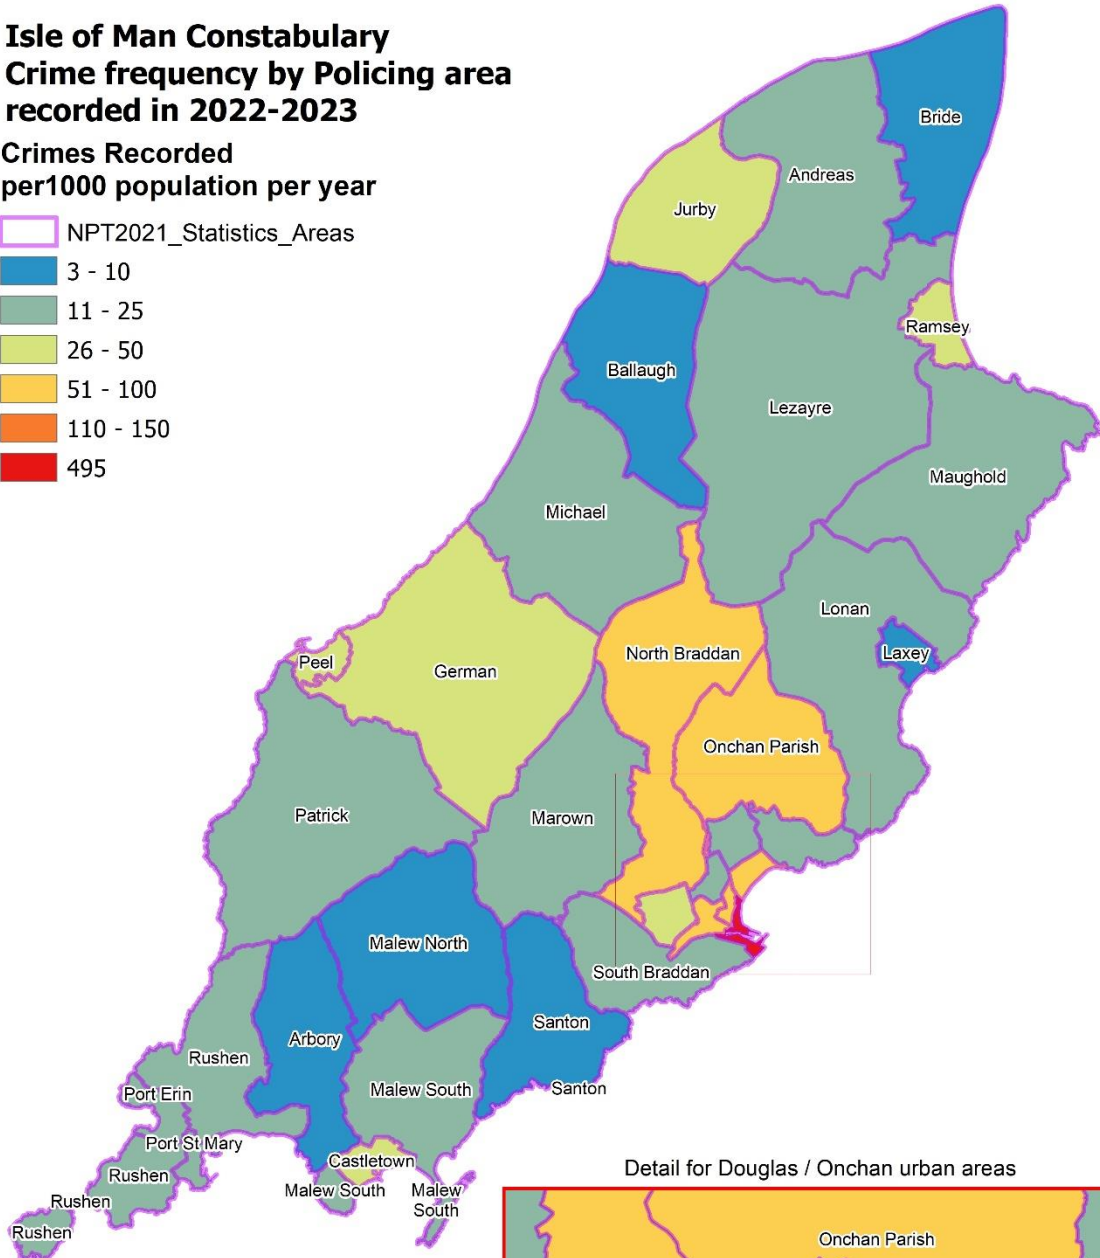 Isle of Man Constabulary
Crime frequency by Policing area
recorded in 2022-2023
Crimes Recorded
per1000 population per year
NPT2021_Statistics_Areas
3 - 10
11 - 25
26 - 50
51 - 100
110 - 150
495
Bride
Andreas
Jurby
Ramsey
Ballaugh
Lezayre
Maughold
Michael
Lonan
North Braddan
Laxey
Peel
German
Onchan Parish
Patrick
Marown
Malew North
South Braddan
Santon
Arbory
Rushen
Malew South
Santon
Port Erin
Port St Mary
Castletown
Rushen
Malew South
Malew
South
Rushen
Rushen
Detail for Douglas / Onchan urban areas
Onchan Parish